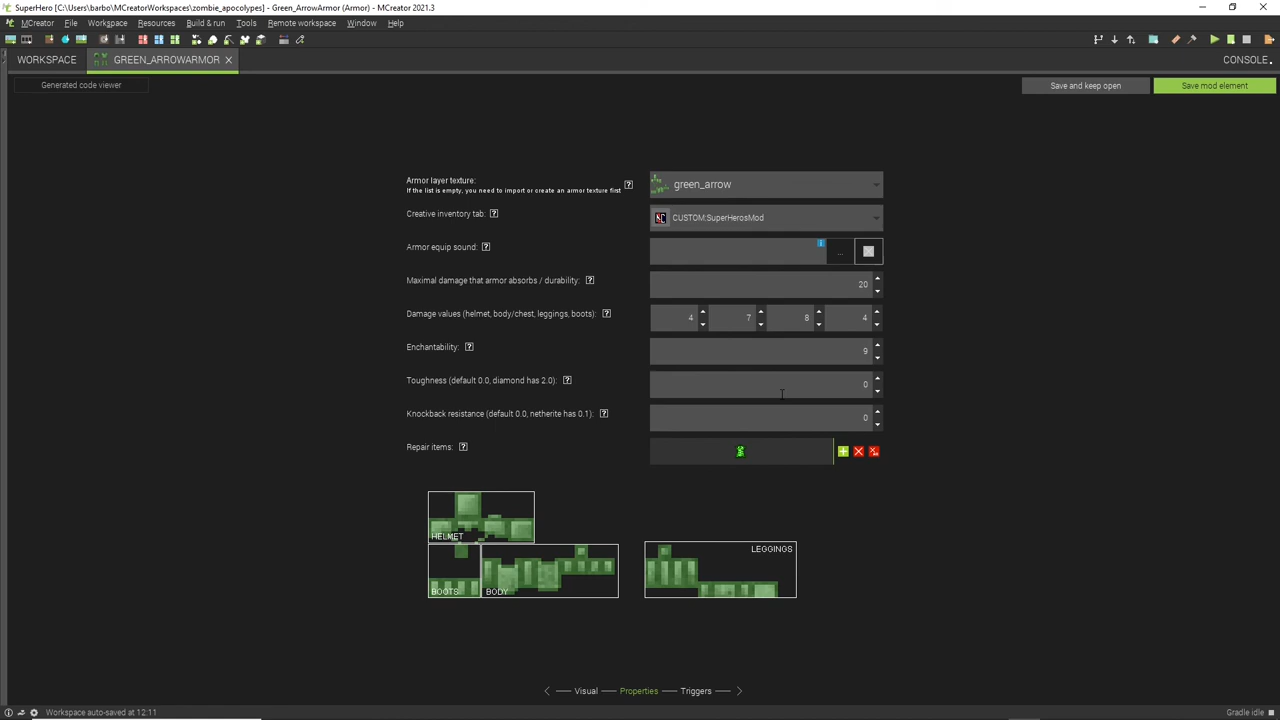 SuperHero [C:\Users\barbo\MCreatorWorkspaces\zombie_apocolypes] - Green_ArrowArmor (Armor) - MCreator 2021.3
MCreator File Workspace Resources Build & run Tools Remote workspace Window Help
WORKSPACE GREEN_ARROWARMOR CONSOLE
Generated code viewer Save and keep open Save mod element
Armor layer texture:
If the list is empty, you need to import or create an armor texture first ? green_arrow
Creative inventory tab: ? CUSTOM:SuperHerosMod
Armor equip sound: ? ...
Maximal damage that armor absorbs / durability: ? 20
Damage values (helmet, body/chest, leggings, boots): ? 4 7 8 4
Enchantability: ? 9
Toughness (default 0.0, diamond has 2.0): ? 0
Knockback resistance (default 0.0, netherite has 0.1): ? 0
Repair items: ?
HELMET
LEGGINGS
BOOTS BODY
Visual Properties Triggers
Workspace auto-saved at 12:11 Gradle idle